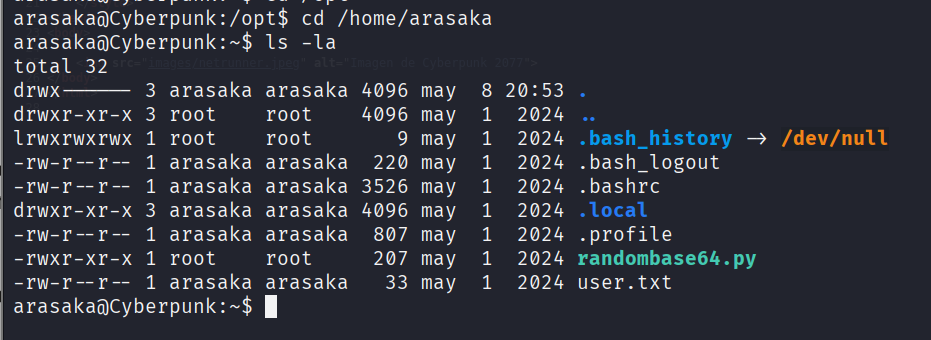 arasaka@Cyberpunk:/opt$ cd /home/arasaka
arasaka@Cyberpunk:~$ ls -la
total 32
drwx------ 3 arasaka arasaka 4096 may  8 20:53 .
drwxr-xr-x 3 root    root    4096 may  1  2024 ..
lrwxrwxrwx 1 root    root       9 may  1  2024 .bash_history -> /dev/null
-rw-r--r-- 1 arasaka arasaka  220 may  1  2024 .bash_logout
-rw-r--r-- 1 arasaka arasaka 3526 may  1  2024 .bashrc
drwxr-xr-x 3 arasaka arasaka 4096 may  1  2024 .local
-rw-r--r-- 1 arasaka arasaka  807 may  1  2024 .profile
-rwxr-xr-x 1 root    root     207 may  1  2024 randombase64.py
-rw-r--r-- 1 arasaka arasaka   33 may  1  2024 user.txt
arasaka@Cyberpunk:~$